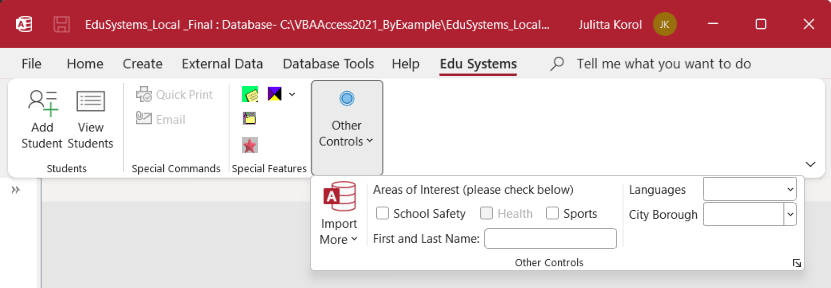 EduSystems_Local _Final : Database- C:\VBAAccess2021_ByExample\EduSystems_Local... Julitta Korol JK
File Home Create External Data Database Tools Help Edu Systems Tell me what you want to do
Add Student
View Students
Students
Quick Print
Email
Special Commands
Special Features
Other Controls
Import More
Areas of Interest (please check below)
School Safety Health Sports
First and Last Name:
Languages
City Borough
Other Controls